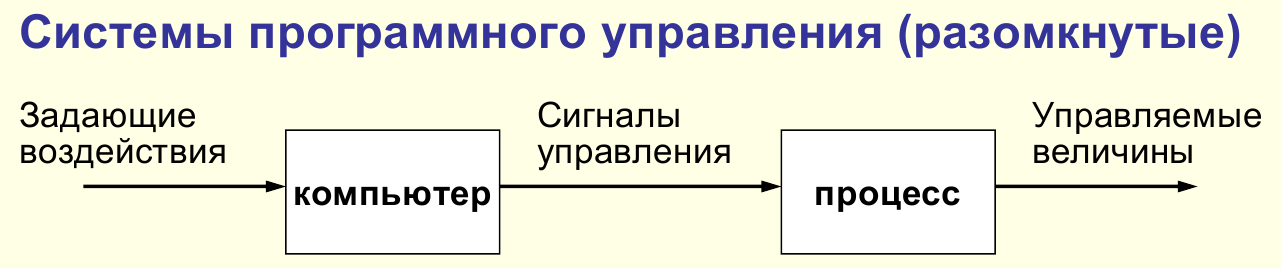 Системы программного управления (разомкнутые)
Задающие
воздействия
компьютер
Сигналы
управления
процесс
Управляемые
величины